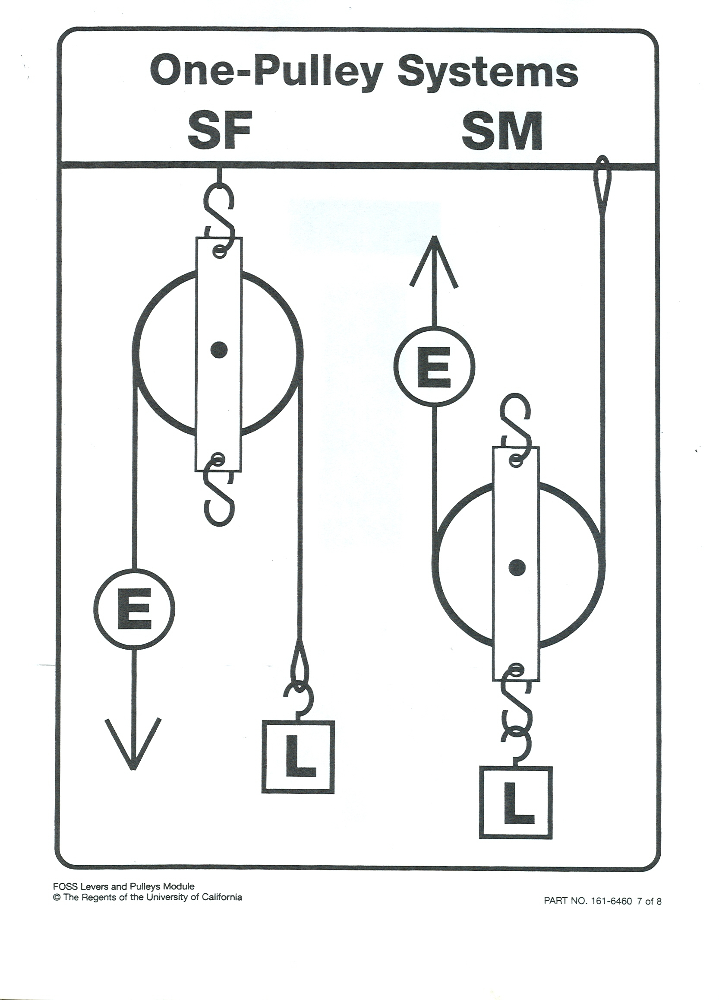 One-Pulley Systems
SF SM
E
E
L
L
FOSS Levers and Pulleys Module
© The Regents of the University of California
PART NO. 161-6460 7 of 8